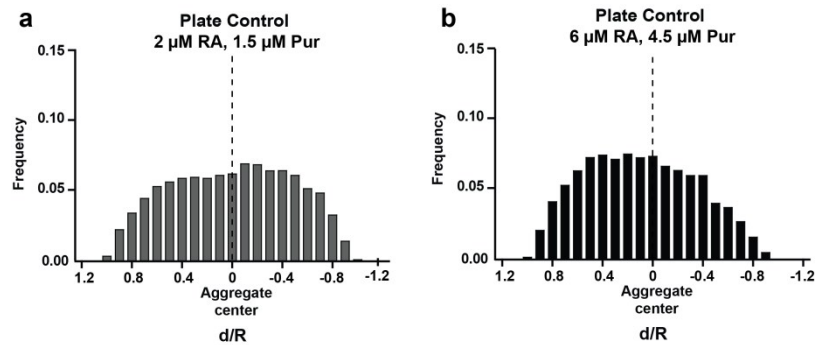 a
Plate Control
2 µM RA, 1.5 µM Pur
0.15
0.10
0.05
0.00
Frequency
1.2 0.8 0.4 0 -0.4 -0.8 -1.2
Aggregate
center
d/R
b
Plate Control
6 µM RA, 4.5 µM Pur
0.15
0.10
0.05
0.00
Frequency
1.2 0.8 0.4 0 -0.4 -0.8 -1.2
Aggregate
center
d/R